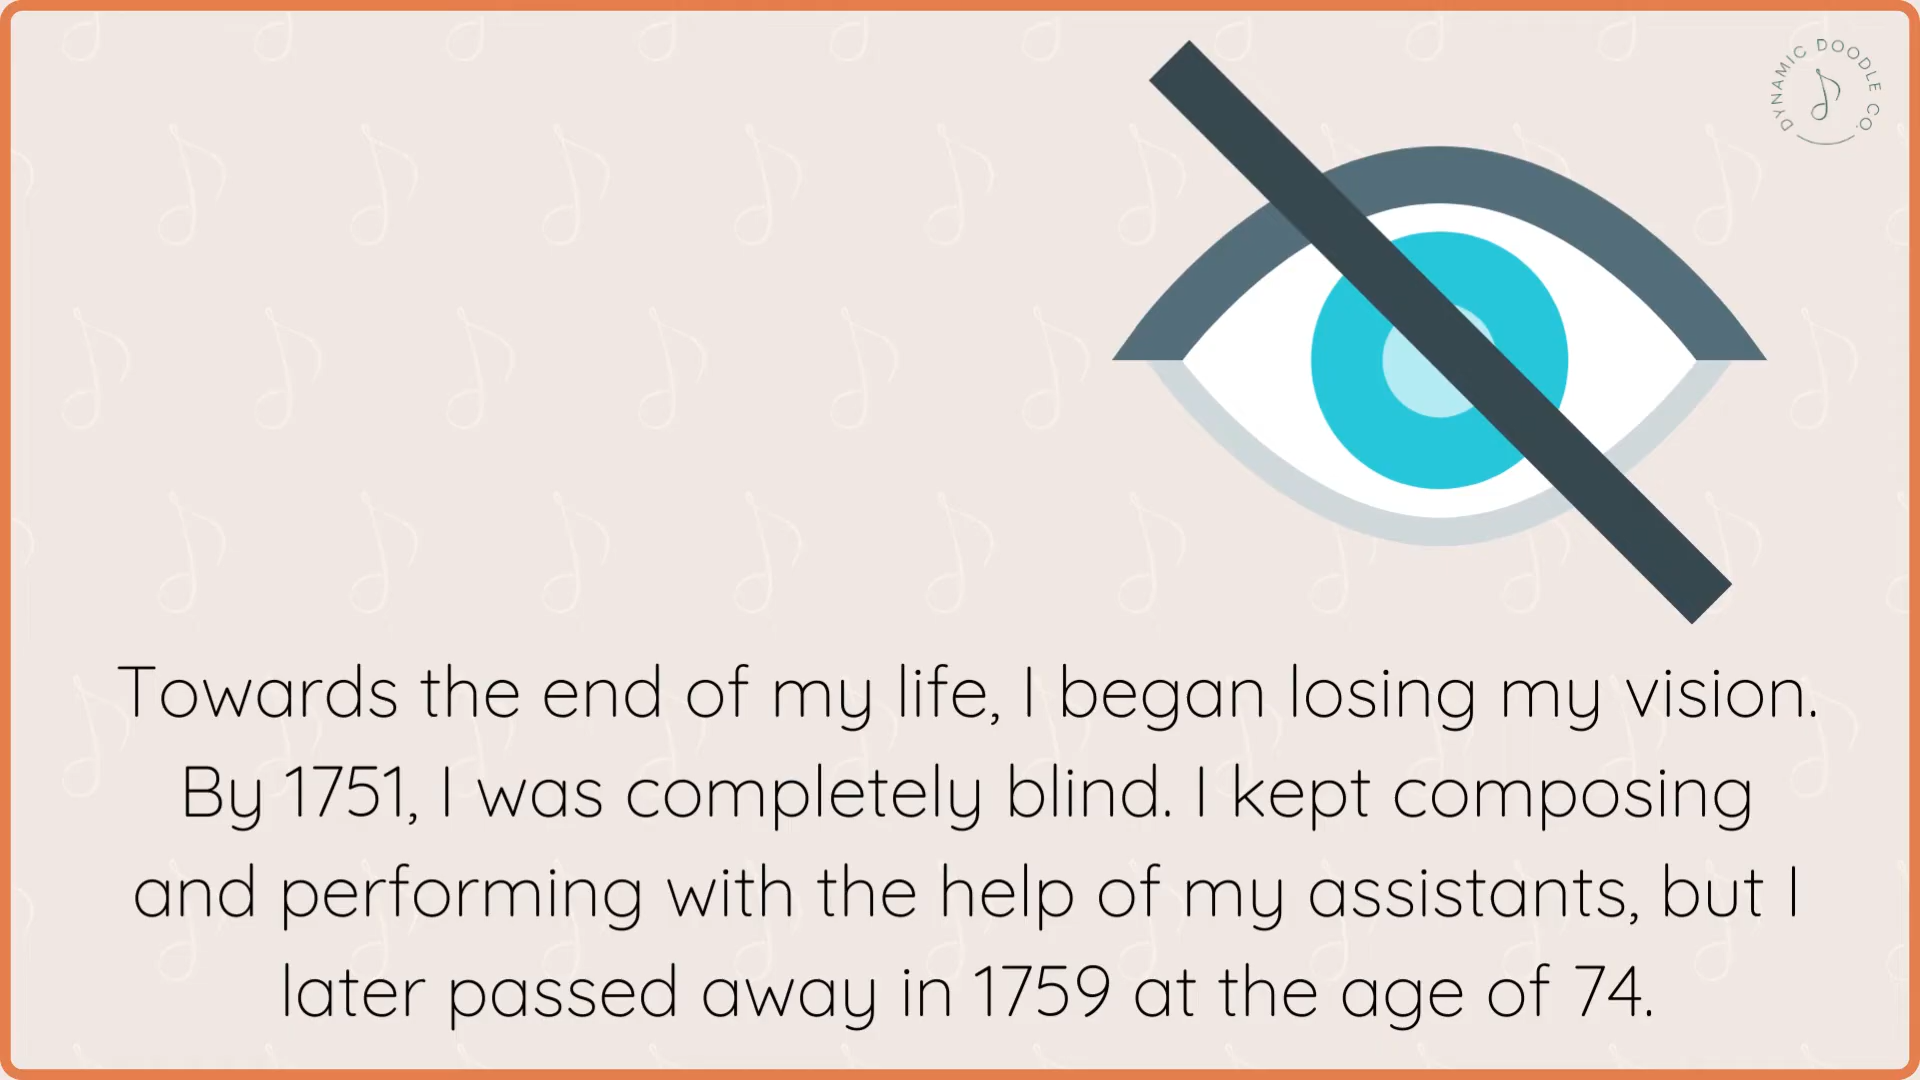 DYNAMIC DOODLE CO.
Towards the end of my life, I began losing my vision.
By 1751, I was completely blind. I kept composing
and performing with the help of my assistants, but I
later passed away in 1759 at the age of 74.